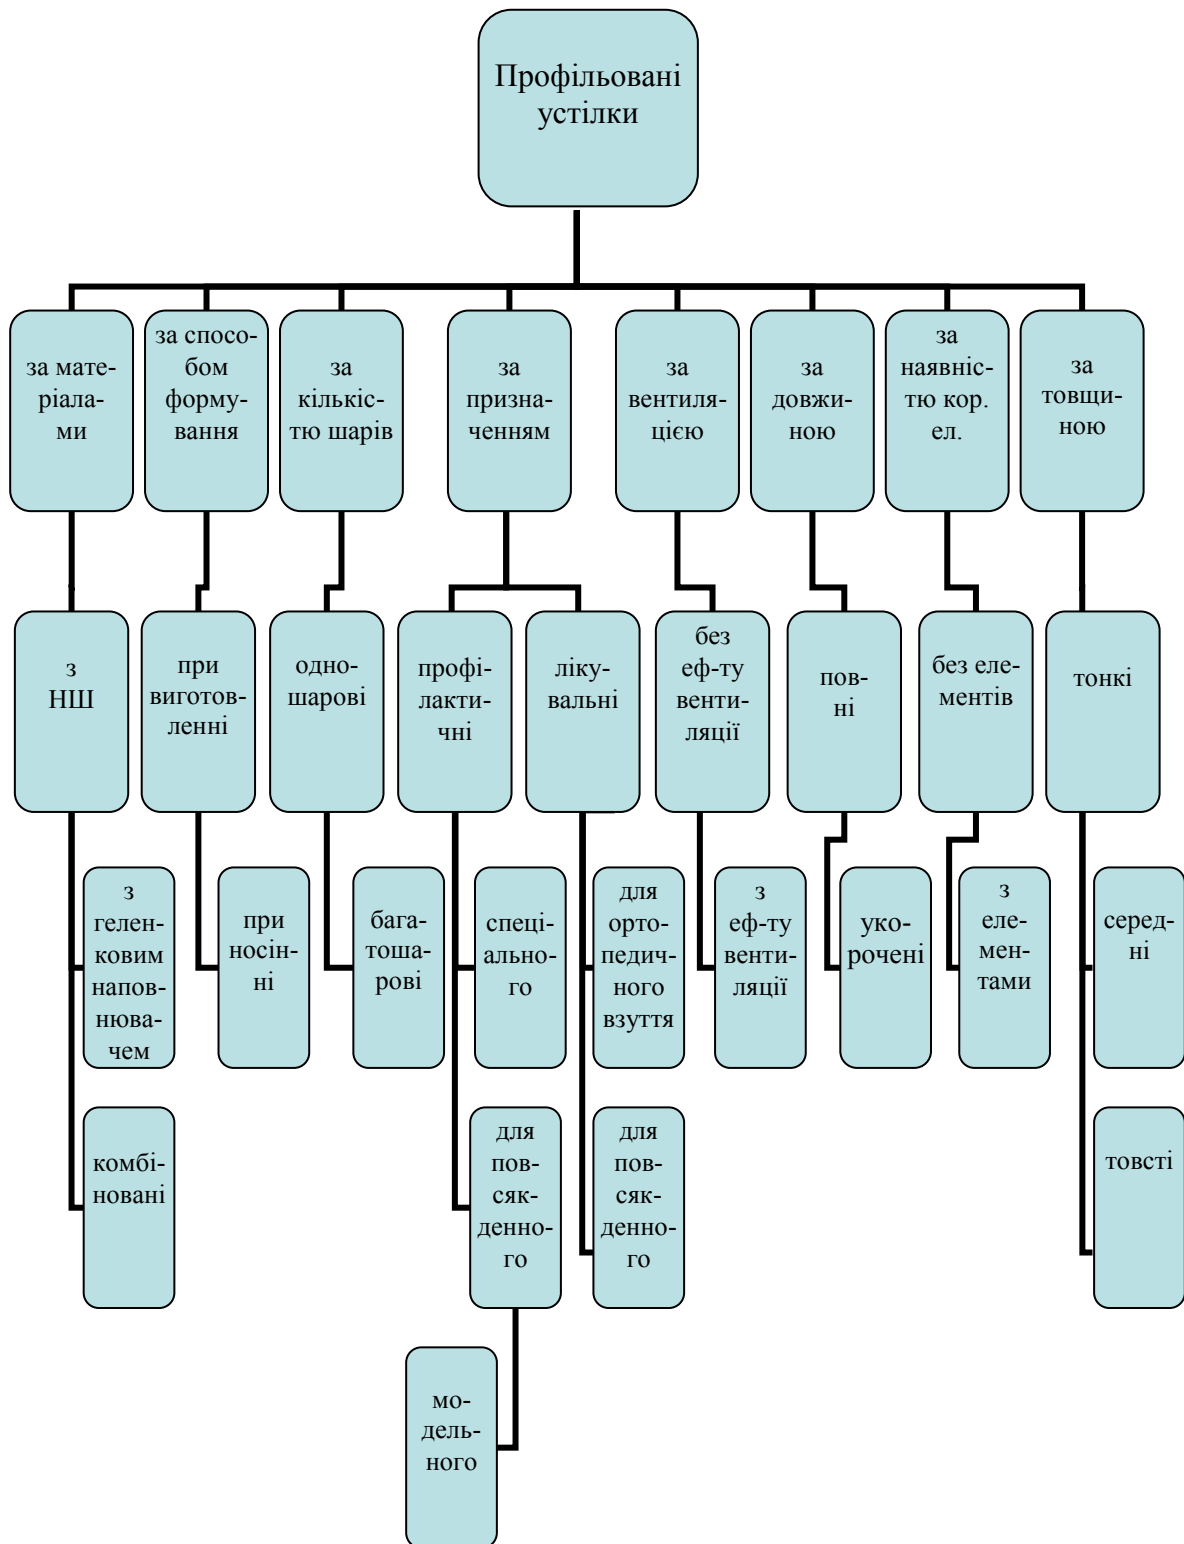 Профільовані
устілки
за мате-
ріала-
ми
за спосо-
бом
форму-
вання
за
кількіс-
тю шарів
за
призна-
ченням
за
вентиля-
цією
за
довжи-
ною
за
наявніс-
тю кор.
ел.
за
товщи-
ною
з
НШ
при
виготов-
ленні
одно-
шарові
профі-
лакти-
чні
ліку-
вальні
без
еф-ту
венти-
ляції
пов-
ні
без еле-
ментів
тонкі
з
гелен-
ковим
напов-
нюва-
чем
при
носін-
ні
бага-
тоша-
рові
спеці-
ально-
го
для
орто-
педич-
ного
взуття
з
еф-ту
венти-
ляції
уко-
рочені
з
еле-
мен-
тами
серед-
ні
комбі-
новані
для
пов-
сяк-
денно-
го
для
пов-
сяк-
денно-
го
товсті
мо-
дель-
ного